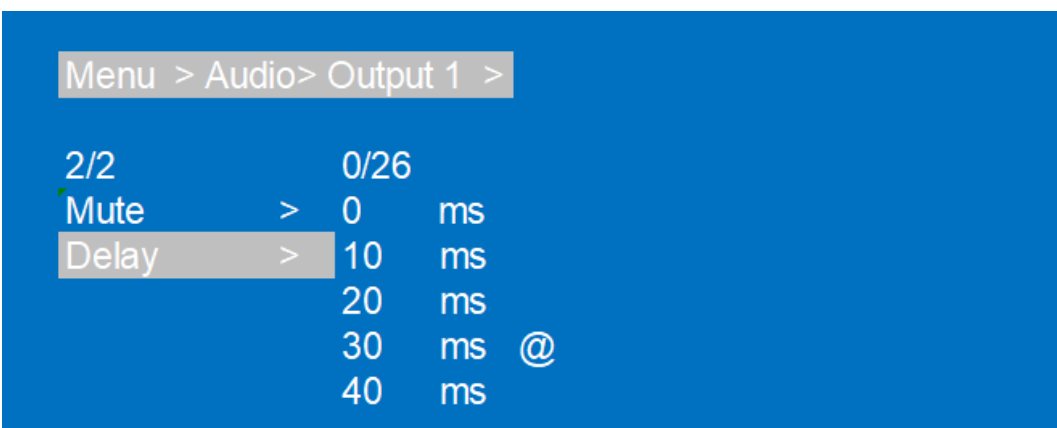 Menu > Audio> Output 1 >
2/2 0/26
Mute > 0 ms
Delay > 10 ms
20 ms
30 ms @
40 ms